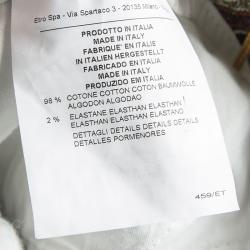 Etro Spa - Via Spartaco 3 - 20135 Milano -
PRODOTTO IN ITALIA
MADE IN ITALY
FABRIQUE' EN ITALIE
IN ITALIEN HERGESTELLT
FABRICADO EN ITALIA
MADE IN ITALY
PRODUZIDO EM ITALIA
98 % COTONE COTTON COTON BAUMWOLLE
ALGODON ALGODAO
2 % ELASTANE ELASTHAN ELASTHAN
ELASTHAN ELASTHAN ELASTANO
DETTAGLI DETAILS DETAILS DETAILS
DETALLES PORMENORES
459/ET